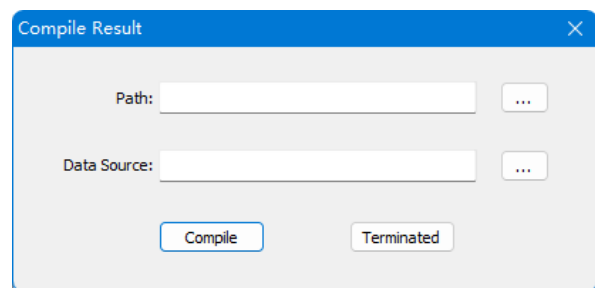 Compile Result
Path: ...
Data Source: ...
Compile Terminated